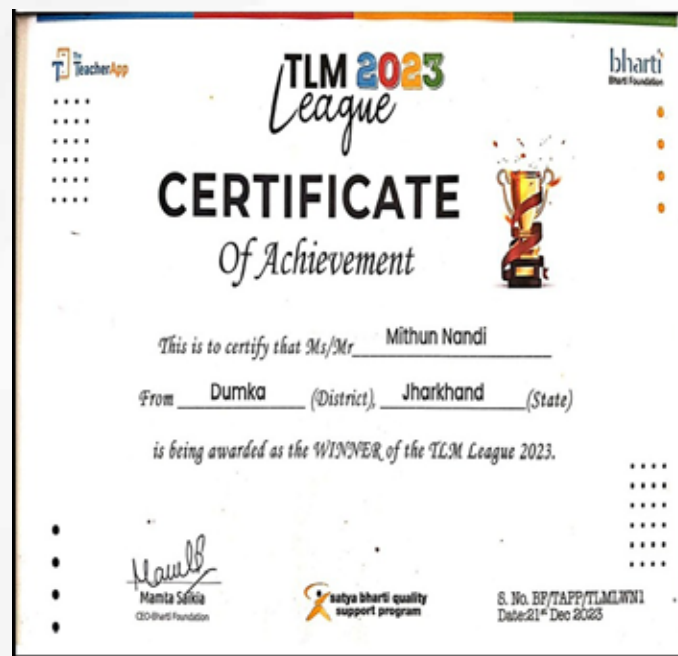 The
TeacherApp
TLM 2023
League
bharti
Bharti Foundation
CERTIFICATE
Of Achievement
This is to certify that Ms/Mr Mithun Nandi
From Dumka (District), Jharkhand (State)
is being awarded as the WINNER of the TLM League 2023.
Mamta Saikia
CEO-Bharti Foundation
satya bharti quality
support program
S. No. BF/TAPP/TLMLWN1
Date:21st Dec 2023